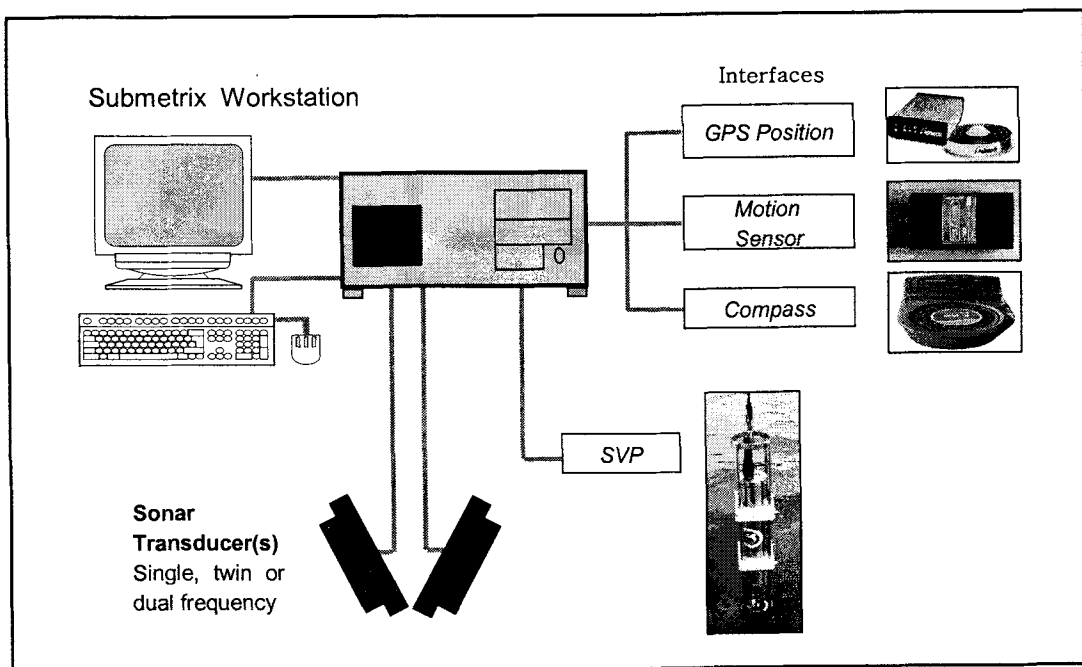 Submetrix Workstation
Interfaces
GPS Position
Motion
Sensor
Compass
SVP
Sonar
Transducer(s)
Single, twin or
dual frequency